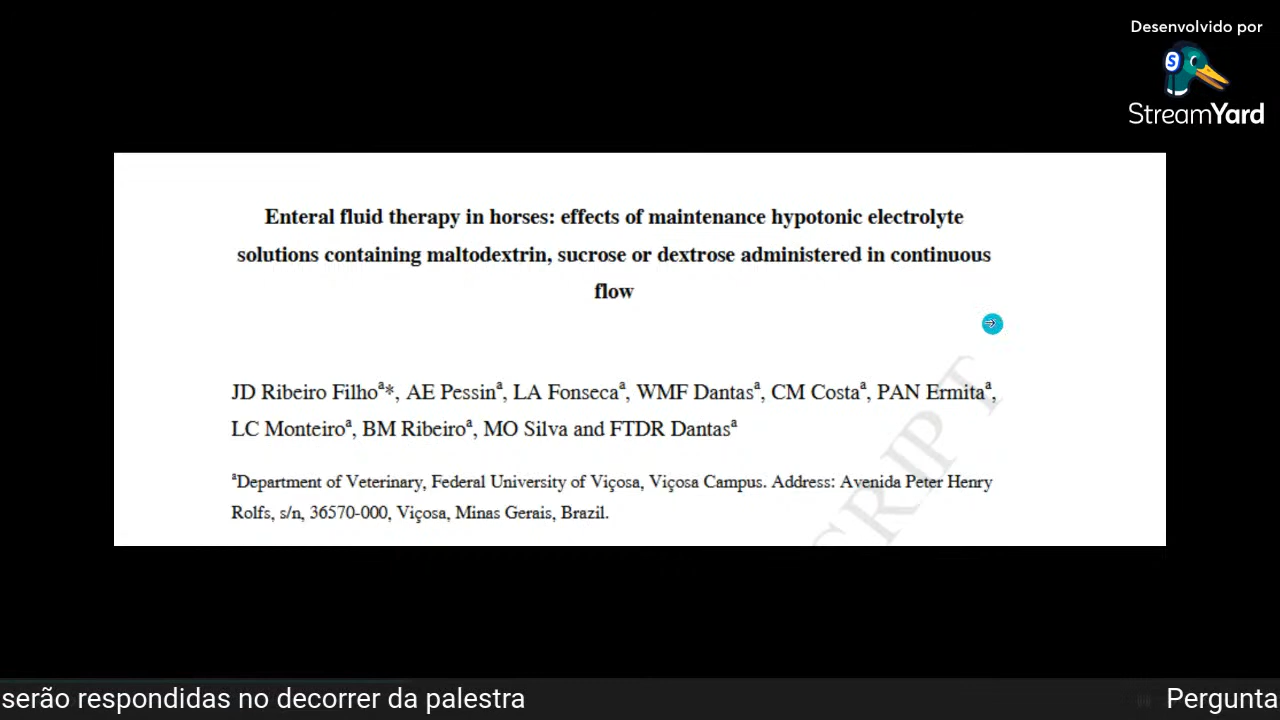 Desenvolvido por
StreamYard
Enteral fluid therapy in horses: effects of maintenance hypotonic electrolyte
solutions containing maltodextrin, sucrose or dextrose administered in continuous
flow
JD Ribeiro Filhoᵃ*, AE Pessinᵃ, LA Fonsecaᵃ, WMF Dantasᵃ, CM Costaᵃ, PAN Ermitaᵃ,
LC Monteiroᵃ, BM Ribeiroᵃ, MO Silva and FTDR Dantasᵃ
ᵃDepartment of Veterinary, Federal University of Viçosa, Viçosa Campus. Address: Avenida Peter Henry
Rolfs, s/n, 36570-000, Viçosa, Minas Gerais, Brazil.
CRIPT
serão respondidas no decorrer da palestra
Pergunta